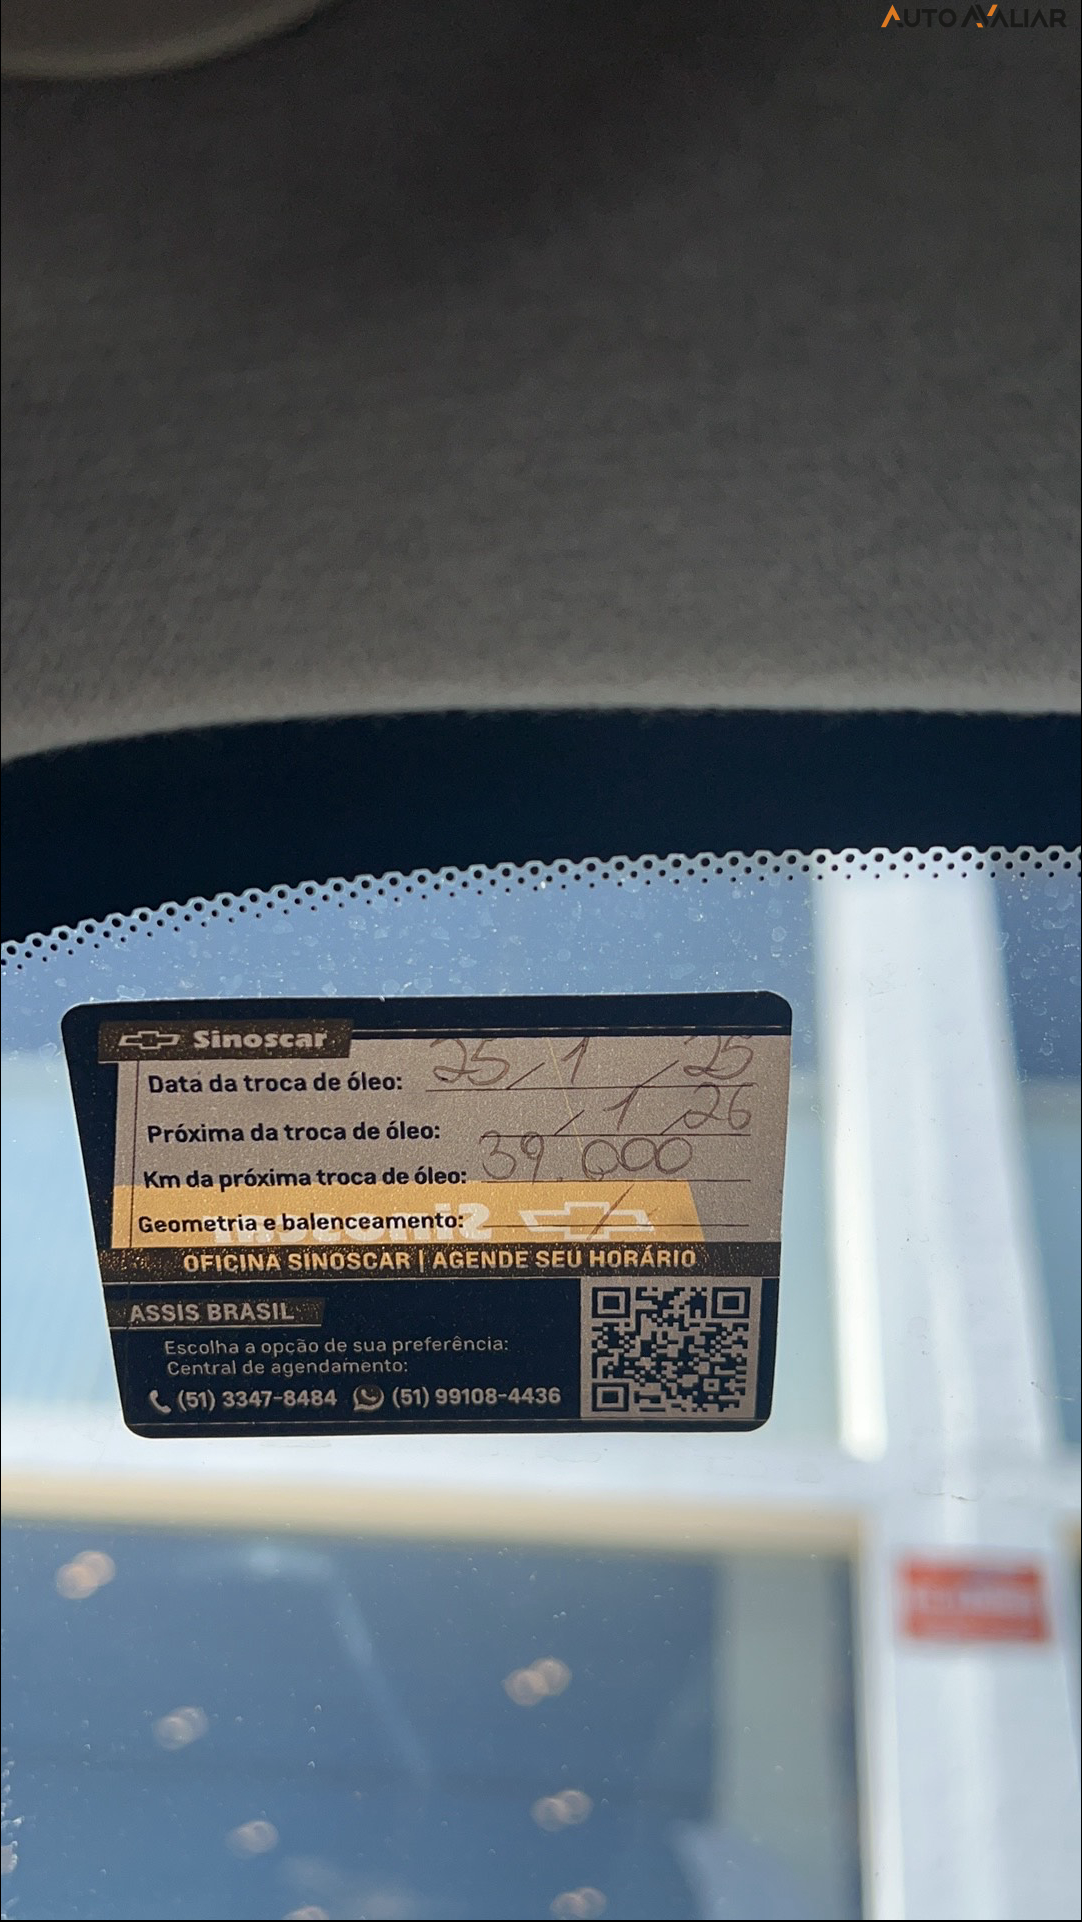 AUTO AVALIAR
Sinoscar
Data da troca de óleo: 25/1/25
Próxima da troca de óleo: /1/26
Km da próxima troca de óleo: 39.000
Geometria e balenceamento: /
Sinoscar
OFICINA SINOSCAR | AGENDE SEU HORÁRIO
ASSIS BRASIL
Escolha a opção de sua preferência:
Central de agendamento:
(51) 3347-8484 (51) 99108-4436